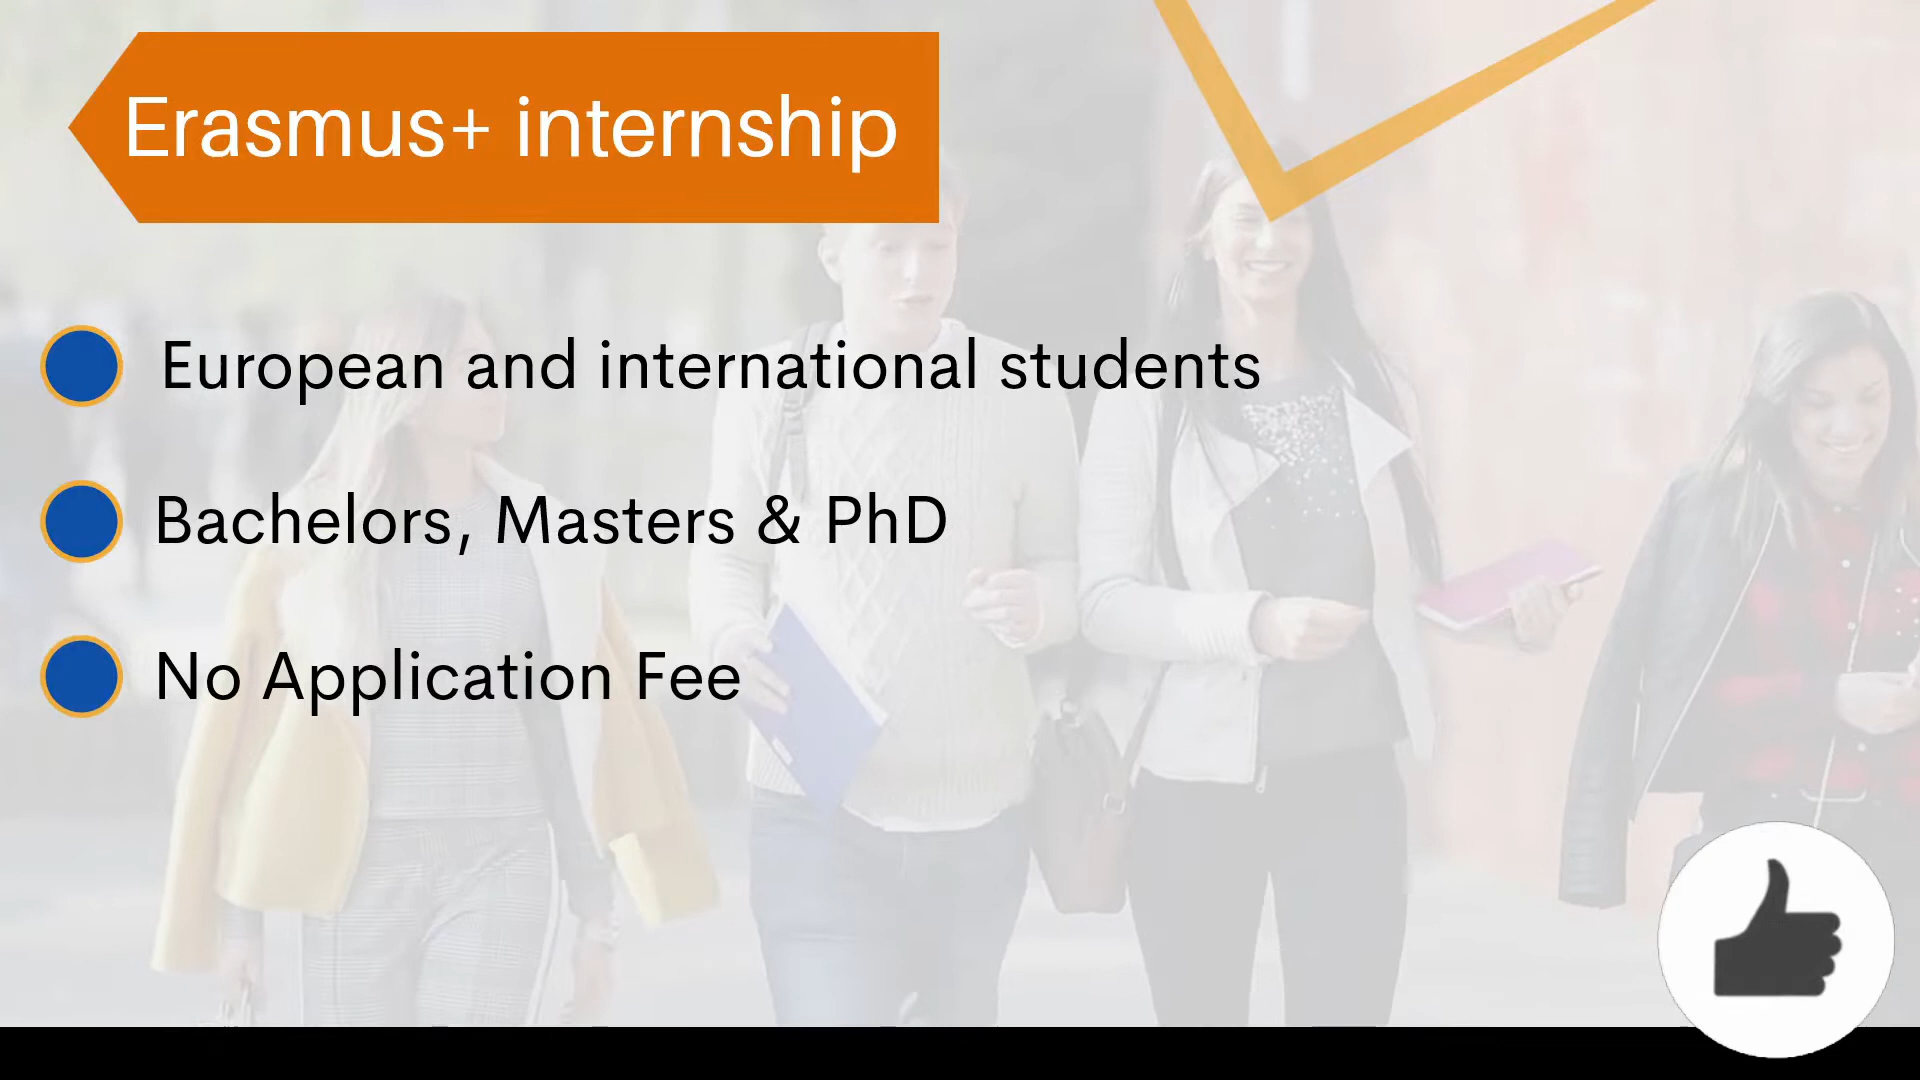 Erasmus+ internship
European and international students
Bachelors, Masters & PhD
No Application Fee